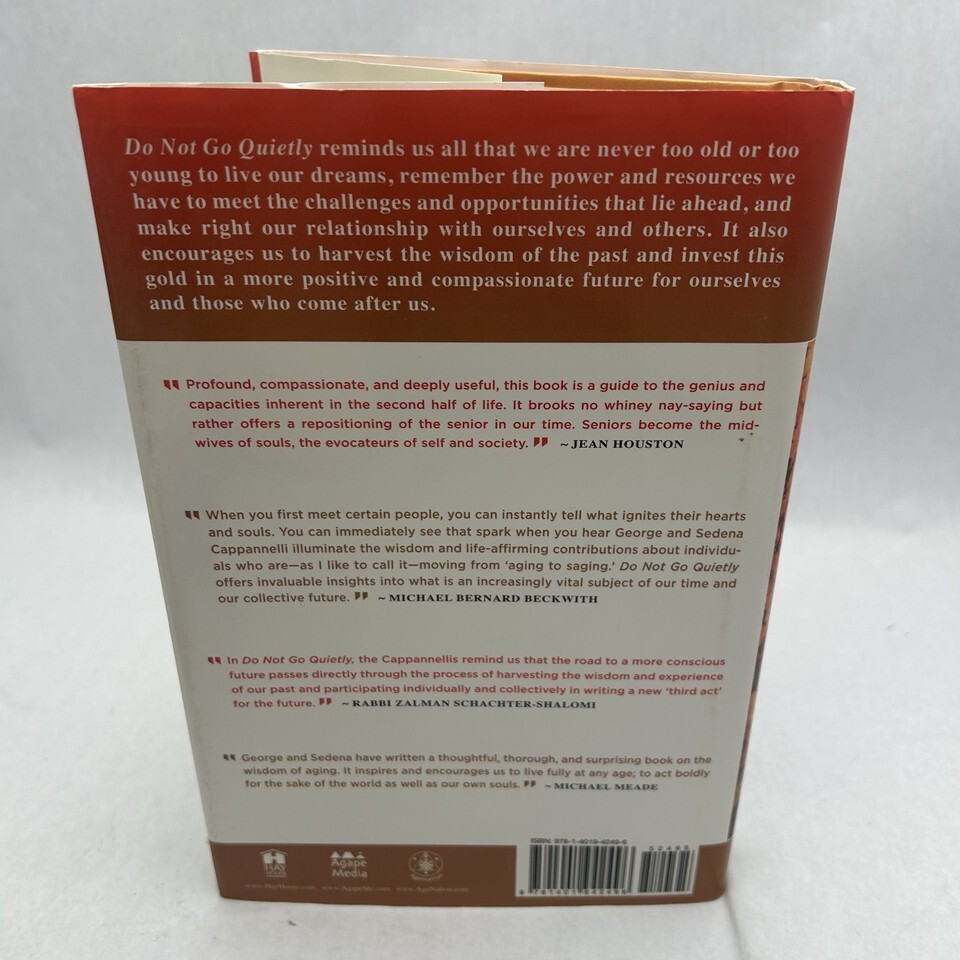 Do Not Go Quietly reminds us all that we are never too old or too
young to live our dreams, remember the power and resources we
have to meet the challenges and opportunities that lie ahead, and
make right our relationship with ourselves and others. It also
encourages us to harvest the wisdom of the past and invest this
gold in a more positive and compassionate future for ourselves
and those who come after us.
"Profound, compassionate, and deeply useful, this book is a guide to the genius and
capacities inherent in the second half of life. It brooks no whiney nay-saying but
rather offers a repositioning of the senior in our time. Seniors become the mid-
wives of souls, the evocateurs of self and society." ~JEAN HOUSTON
"When you first meet certain people, you can instantly tell what ignites their hearts
and souls. You can immediately see that spark when you hear George and Sedena
Cappannelli illuminate the wisdom and life-affirming contributions about individu-
als who are—as I like to call it—moving from 'aging to saging.' Do Not Go Quietly
offers invaluable insights into what is an increasingly vital subject of our time and
our collective future." ~MICHAEL BERNARD BECKWITH
"In Do Not Go Quietly, the Cappannellis remind us that the road to a more conscious
future passes directly through the process of harvesting the wisdom and experience
of our past and participating individually and collectively in writing a new 'third act'
for the future." ~RABBI ZALMAN SCHACHTER-SHALOMI
"George and Sedena have written a thoughtful, thorough, and surprising book on the
wisdom of aging. It inspires and encourages us to live fully at any age; to act boldly
for the sake of the world as well as our own souls." ~MICHAEL MEADE
ISBN: 978-1-4019-4249-6
52495
HAY
HOUSE
Agape
Media
www.HayHouse.com